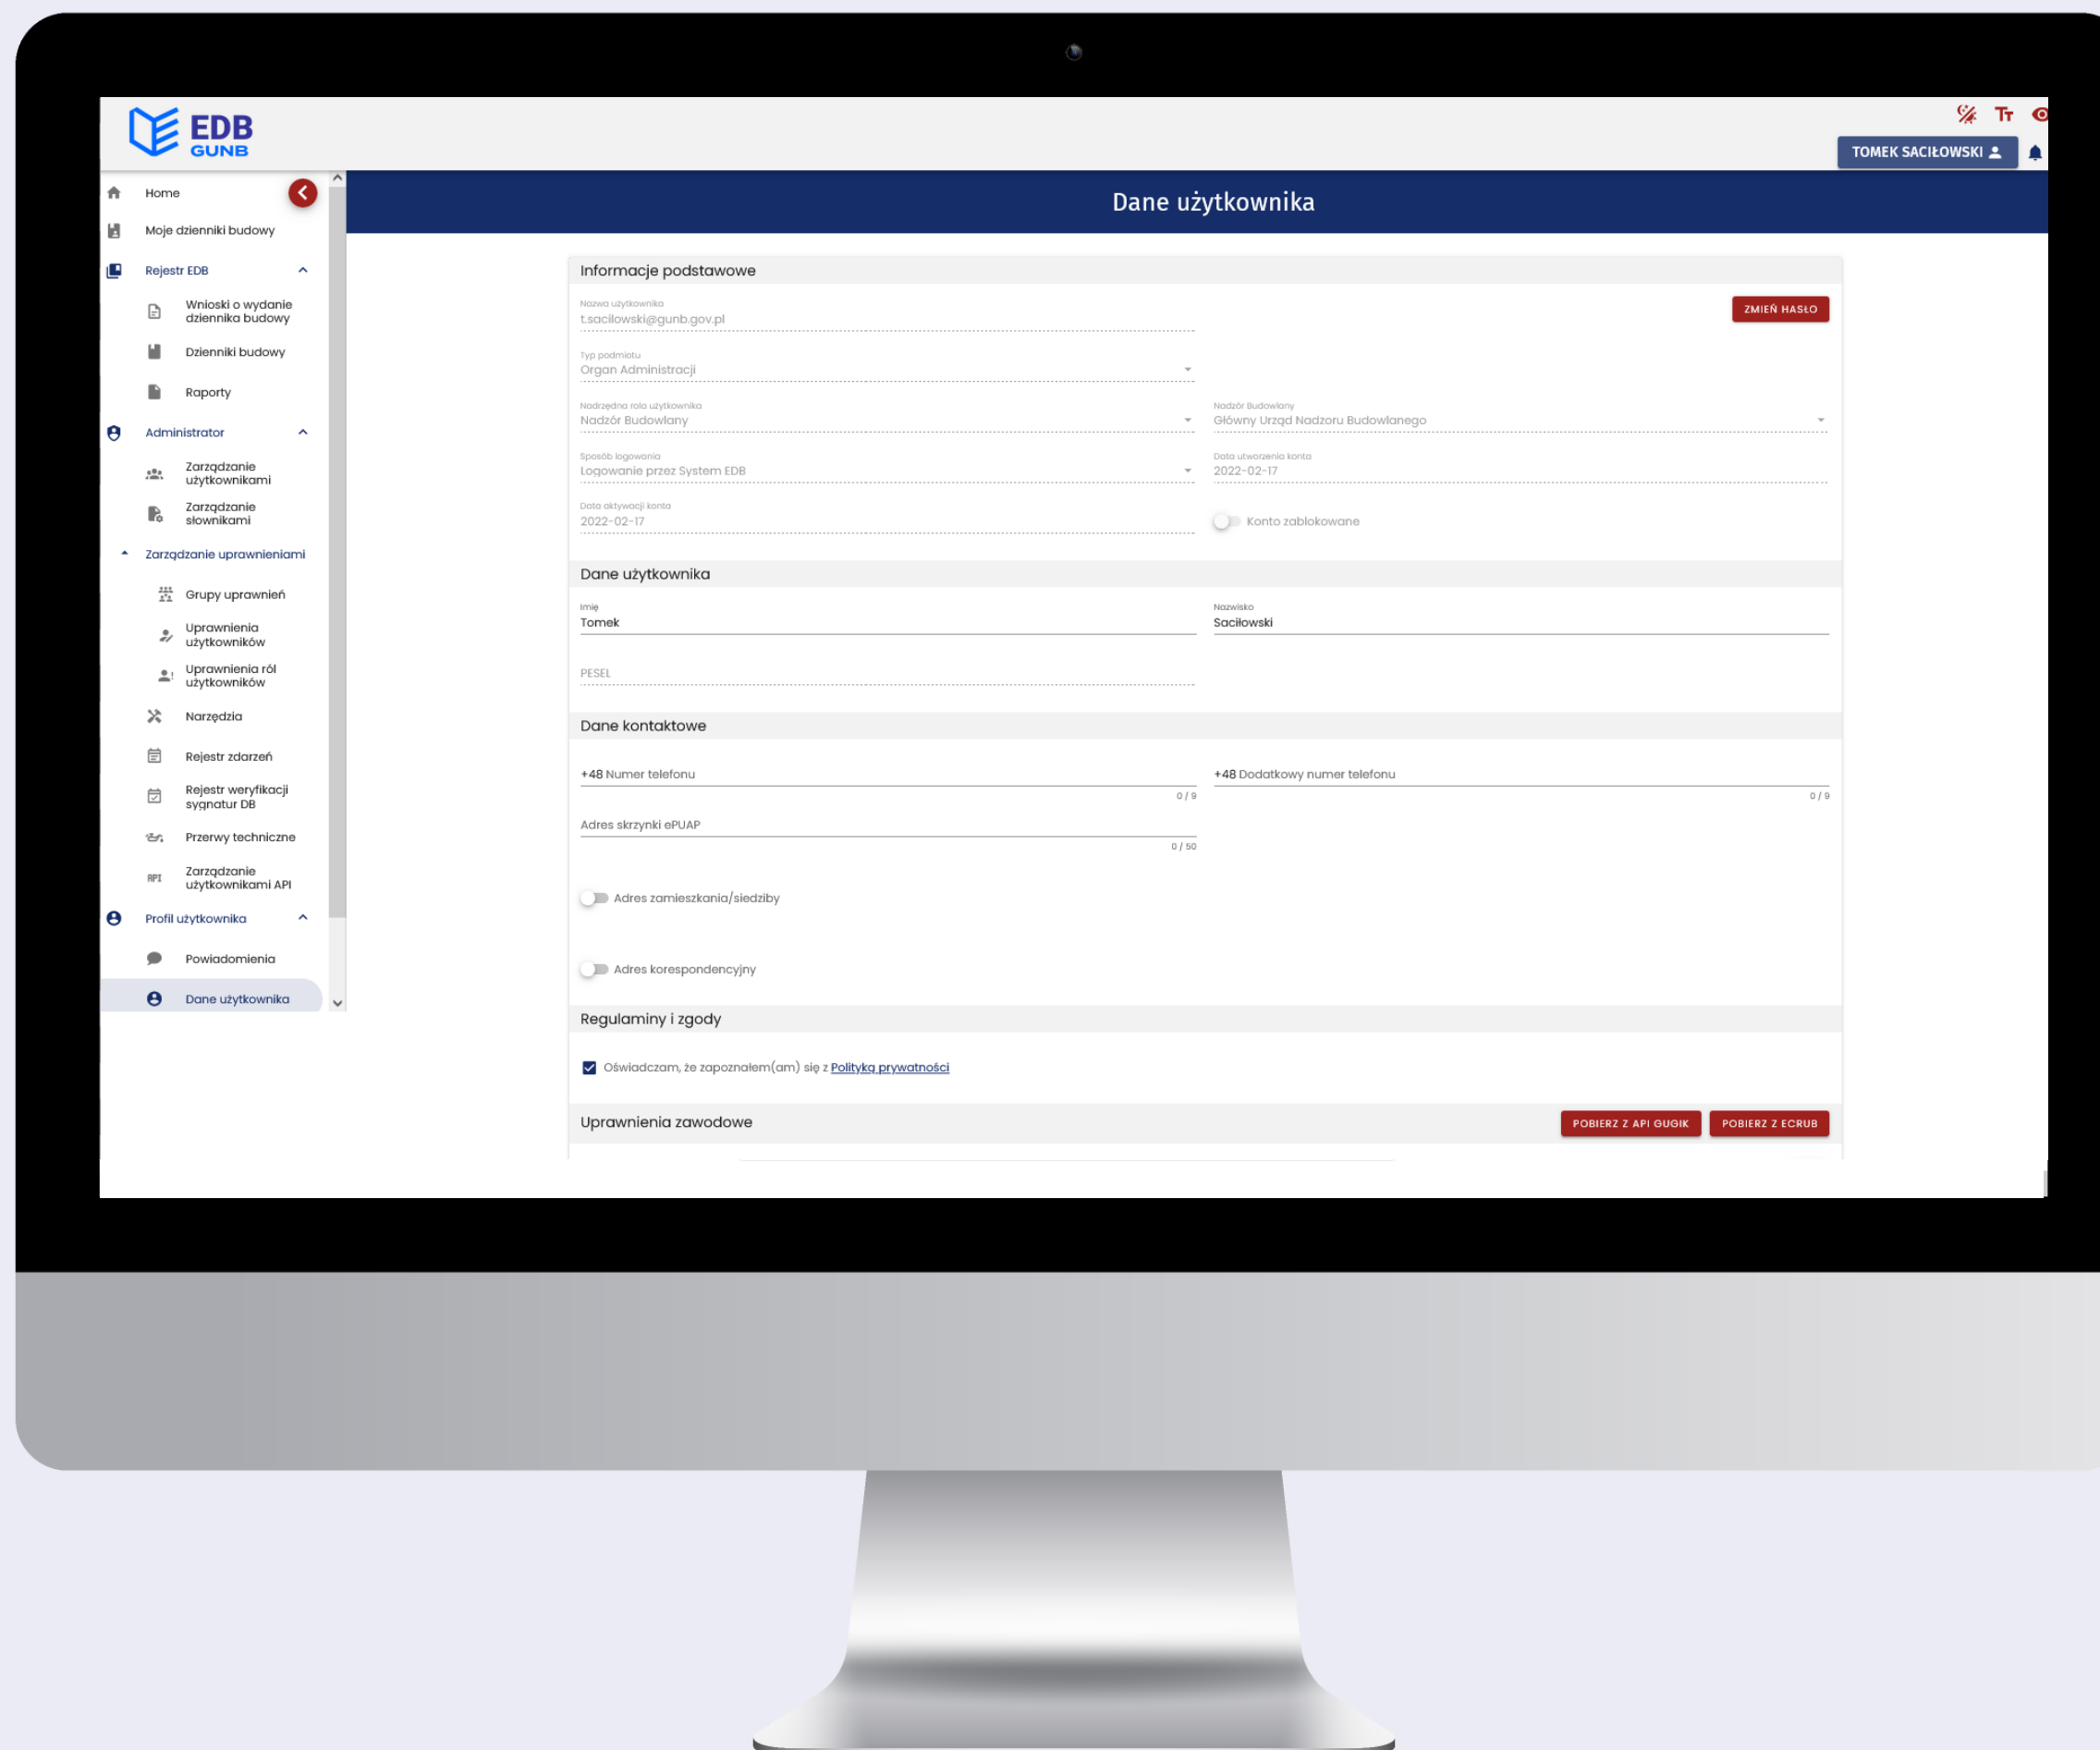 EDB
GUNB
TOMEK SACIŁOWSKI
Home
Moje dzienniki budowy
Rejestr EDB
Wnioski o wydanie
dziennika budowy
Dzienniki budowy
Raporty
Administrator
Zarządzanie
użytkownikami
Zarządzanie
słownikami
Zarządzanie uprawnieniami
Grupy uprawnień
Uprawnienia
użytkowników
Uprawnienia ról
użytkowników
Narzędzia
Rejestr zdarzeń
Rejestr weryfikacji
sygnatur DB
Przerwy techniczne
API
Zarządzanie
użytkownikami API
Profil użytkownika
Powiadomienia
Dane użytkownika
Dane użytkownika
Informacje podstawowe
Nazwa użytkownika
t.sacilowski@gunb.gov.pl
ZMIEŃ HASŁO
Typ podmiotu
Organ Administracji
Nadrzędna rola użytkownika
Nadzór Budowlany
Nadzór Budowlany
Główny Urząd Nadzoru Budowlanego
Sposób logowania
Logowanie przez System EDB
Data utworzenia konta
2022-02-17
Data aktywacji konta
2022-02-17
Konto zablokowane
Dane użytkownika
Imię
Tomek
Nazwisko
Saciłowski
PESEL
Dane kontaktowe
+48 Numer telefonu
0 / 9
+48 Dodatkowy numer telefonu
0 / 9
Adres skrzynki ePUAP
0 / 50
Adres zamieszkania/siedziby
Adres korespondencyjny
Regulaminy i zgody
Oświadczam, że zapoznałem(am) się z Polityką prywatności
Uprawnienia zawodowe
POBIERZ Z API GUGIK
POBIERZ Z ECRUB